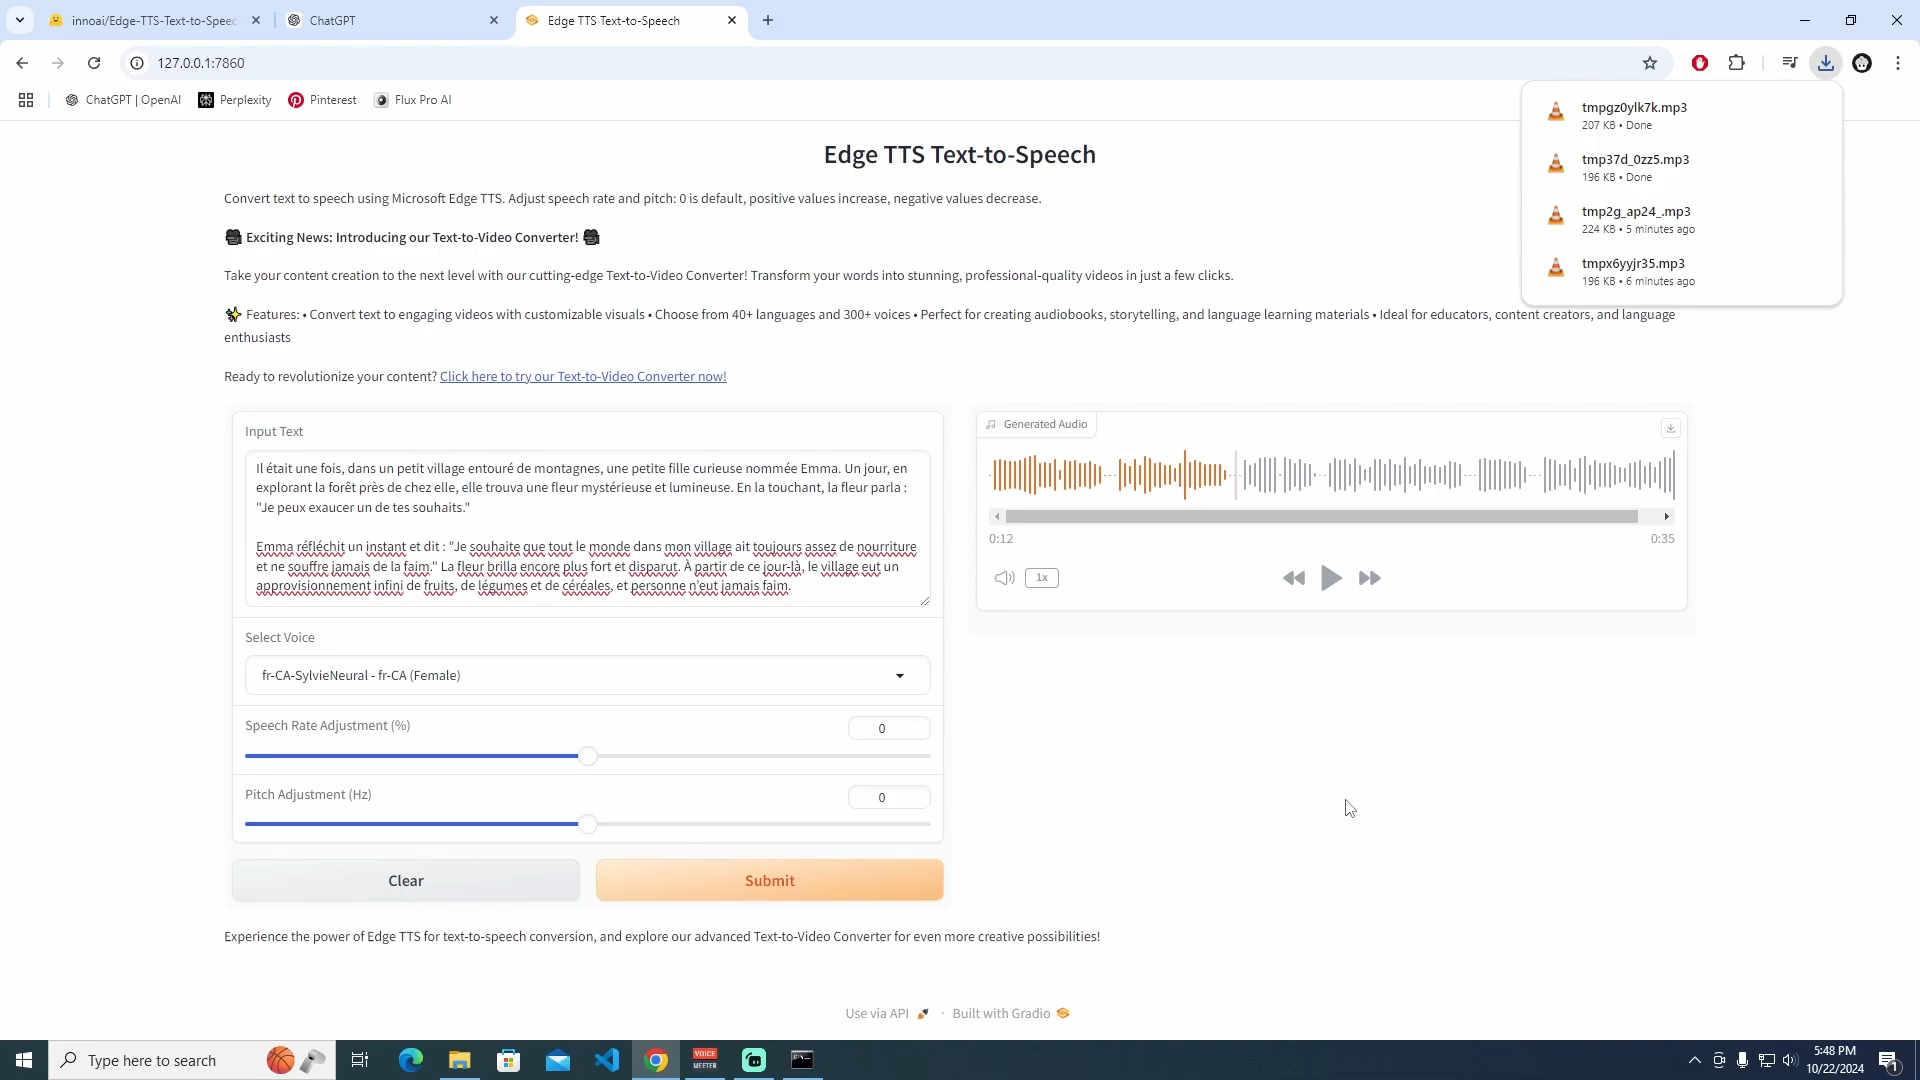 innoai/Edge-TTS-Text-to-Speec
ChatGPT
Edge TTS Text-to-Speech
127.0.0.1:7860
ChatGPT | OpenAI
Perplexity
Pinterest
Flux Pro AI
tmpgz0ylk7k.mp3
207 KB • Done
tmp37d_0zz5.mp3
196 KB • Done
tmp2g_ap24_.mp3
224 KB • 5 minutes ago
tmpx6yyjr35.mp3
196 KB • 6 minutes ago
Edge TTS Text-to-Speech
Convert text to speech using Microsoft Edge TTS. Adjust speech rate and pitch: 0 is default, positive values increase, negative values decrease.
🎥 Exciting News: Introducing our Text-to-Video Converter! 🎥
Take your content creation to the next level with our cutting-edge Text-to-Video Converter! Transform your words into stunning, professional-quality videos in just a few clicks.
✨ Features: • Convert text to engaging videos with customizable visuals • Choose from 40+ languages and 300+ voices • Perfect for creating audiobooks, storytelling, and language learning materials • Ideal for educators, content creators, and language
enthusiasts
Ready to revolutionize your content? Click here to try our Text-to-Video Converter now!
Input Text
Il était une fois, dans un petit village entouré de montagnes, une petite fille curieuse nommée Emma. Un jour, en
explorant la forêt près de chez elle, elle trouva une fleur mystérieuse et lumineuse. En la touchant, la fleur parla :
"Je peux exaucer un de tes souhaits."
Emma réfléchit un instant et dit : "Je souhaite que tout le monde dans mon village ait toujours assez de nourriture
et ne souffre jamais de la faim." La fleur brilla encore plus fort et disparut. À partir de ce jour-là, le village eut un
approvisionnement infini de fruits, de légumes et de céréales, et personne n'eut jamais faim.
Select Voice
fr-CA-SylvieNeural - fr-CA (Female)
Speech Rate Adjustment (%)
0
Pitch Adjustment (Hz)
0
Clear
Submit
Generated Audio
0:12
0:35
1x
Experience the power of Edge TTS for text-to-speech conversion, and explore our advanced Text-to-Video Converter for even more creative possibilities!
Use via API 🚀 · Built with Gradio
Type here to search
VOICE
MEETER
5:48 PM
10/22/2024
1